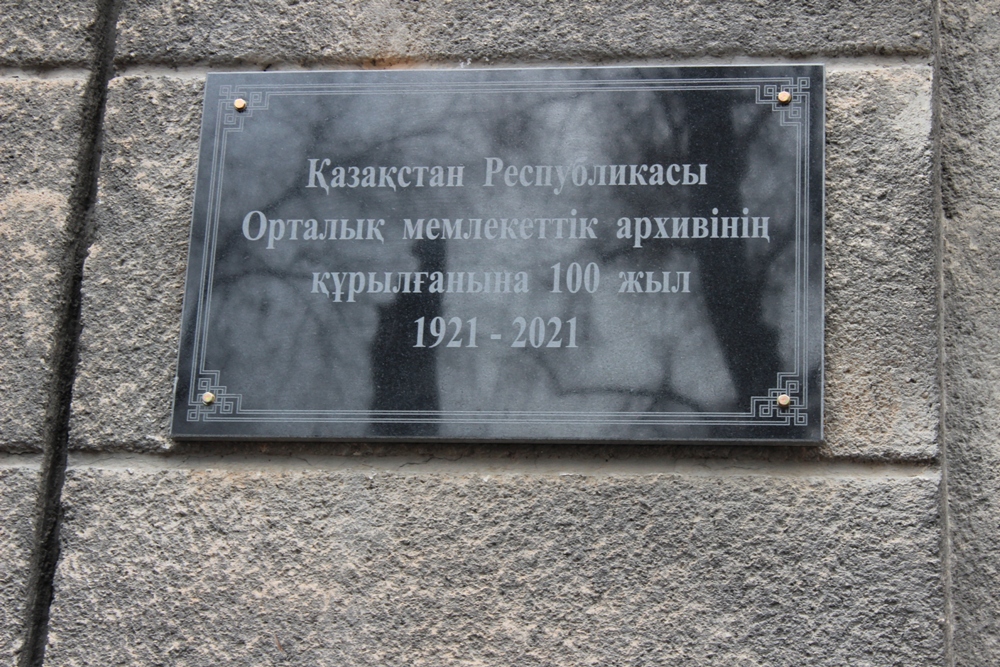 Қазақстан Республикасы
Орталық мемлекеттік архивінің
құрылғанына 100 жыл
1921 - 2021